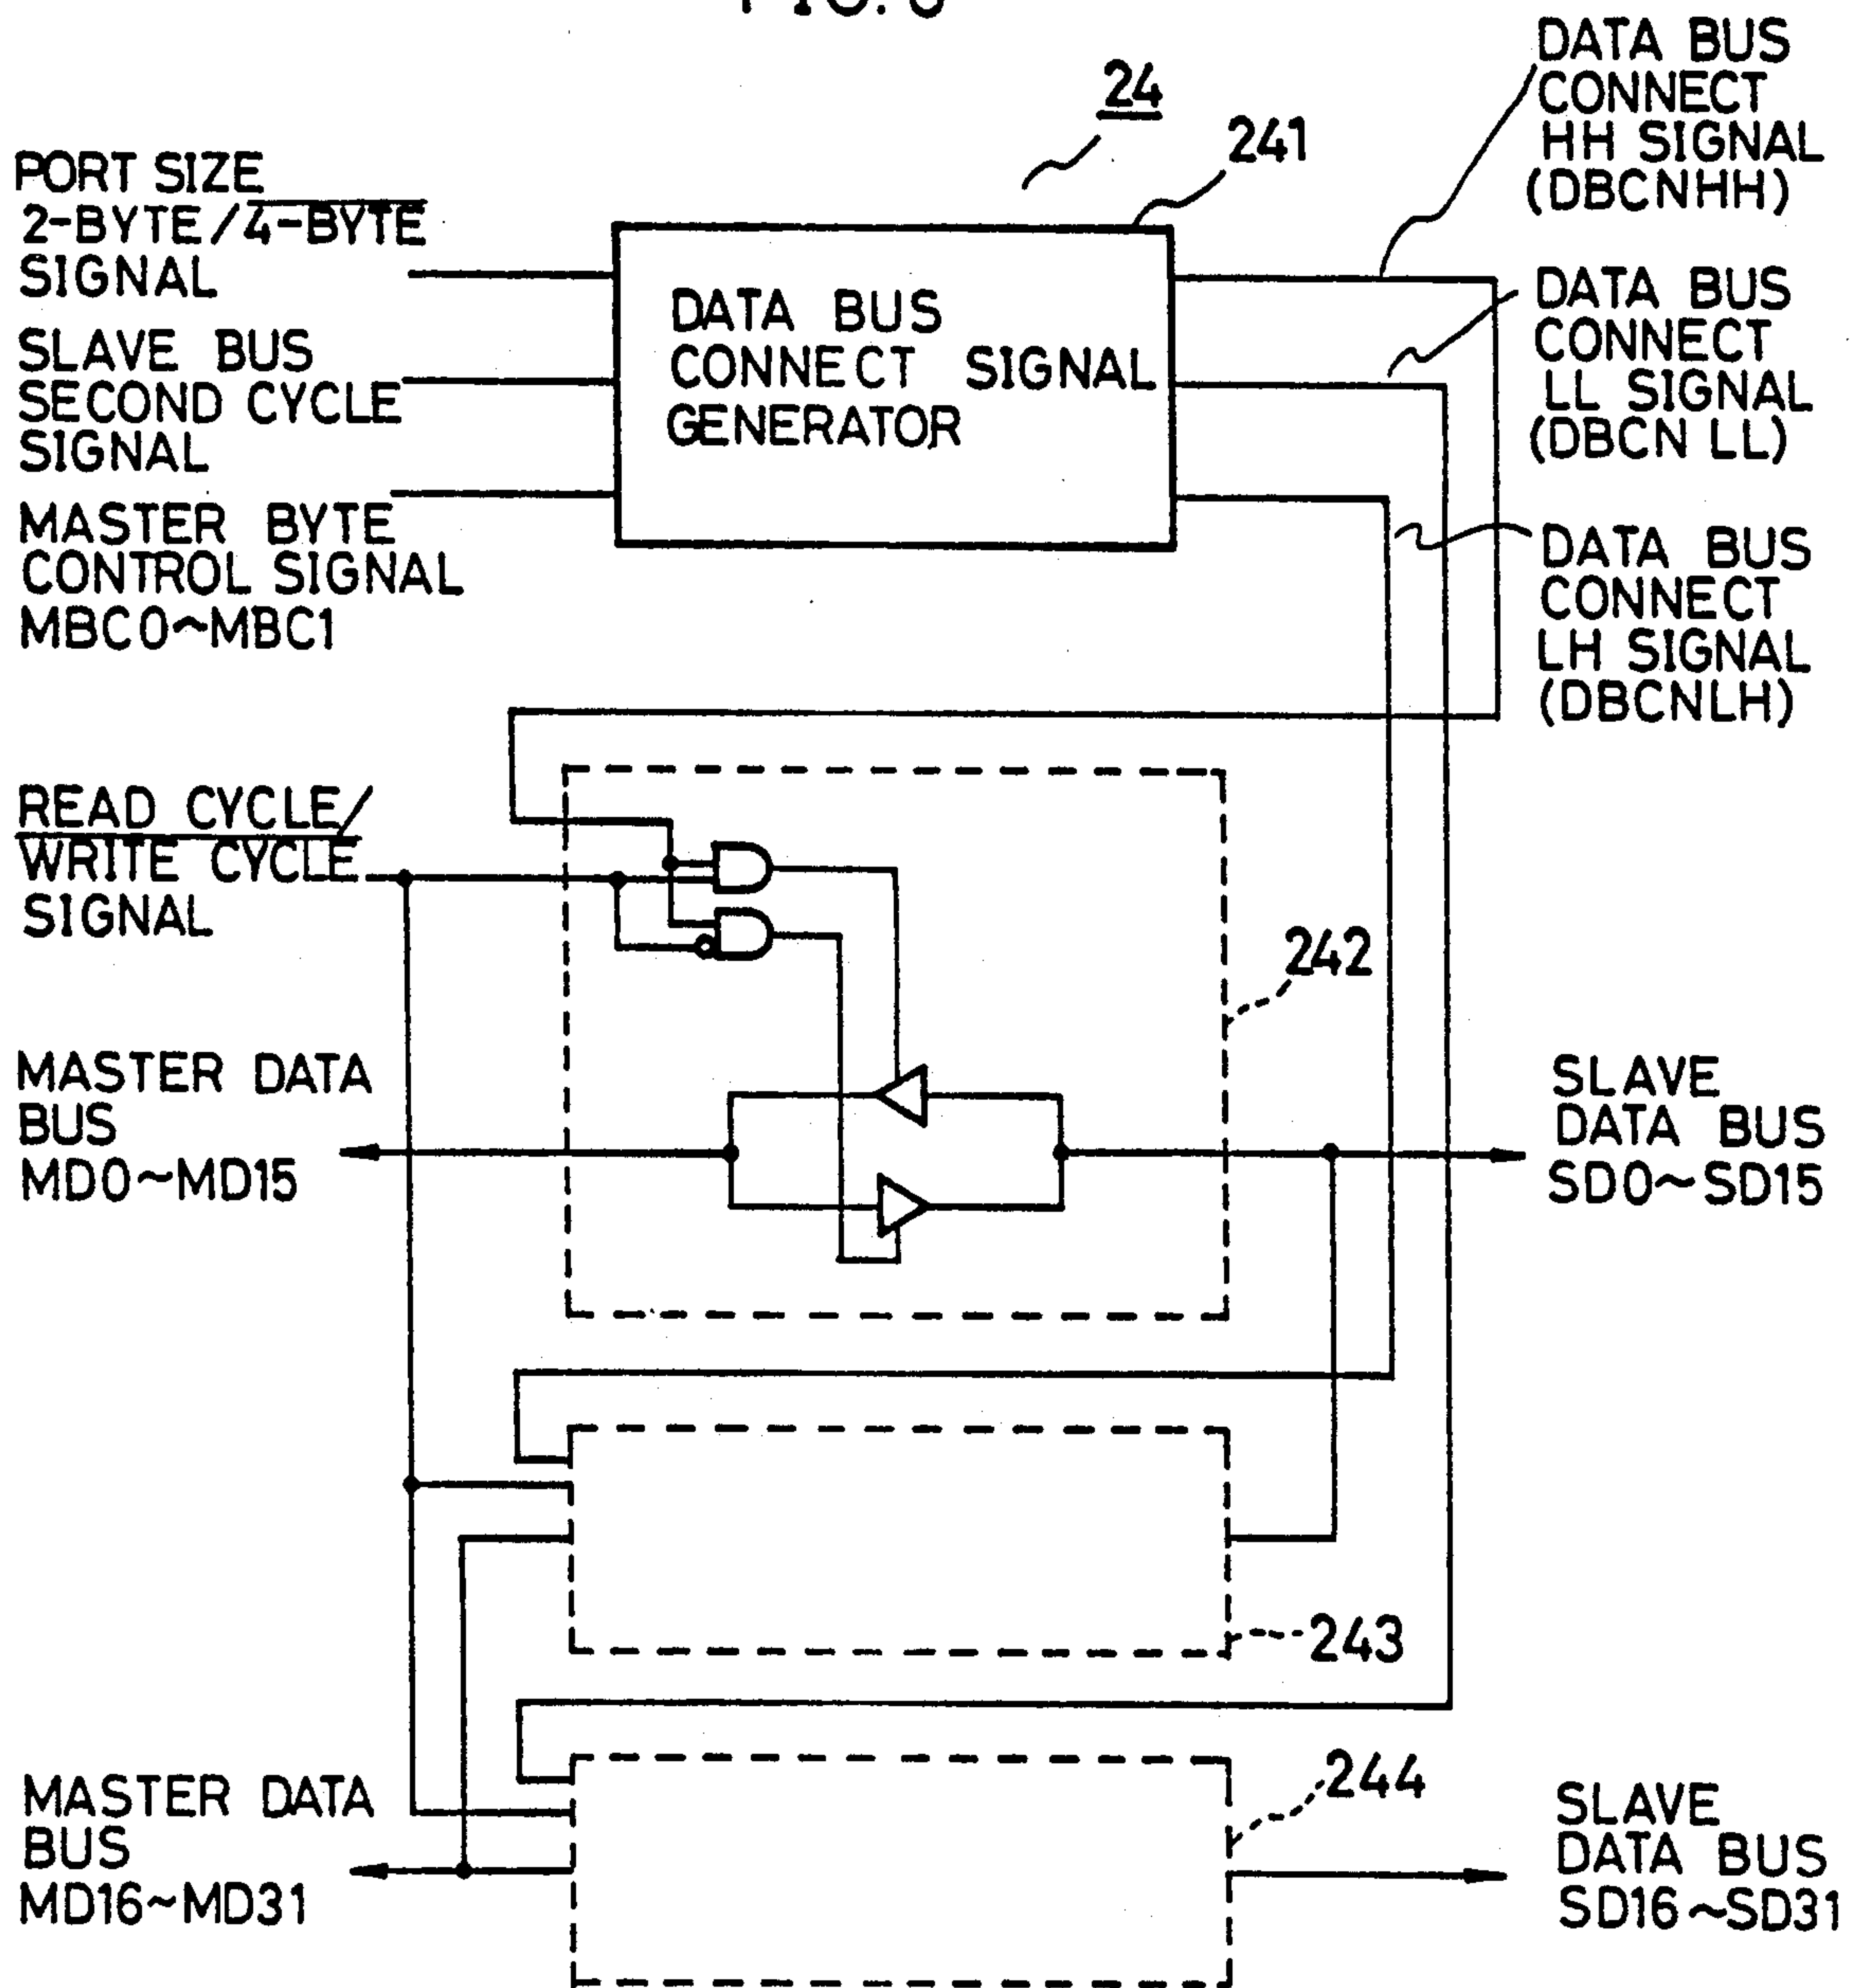 24
241
PORT SIZE
2-BYTE/4-BYTE
SIGNAL
SLAVE BUS
SECOND CYCLE
SIGNAL
MASTER BYTE
CONTROL SIGNAL
MBC0~MBC1
DATA BUS
CONNECT SIGNAL
GENERATOR
DATA BUS
CONNECT
HH SIGNAL
(DBCNHH)
DATA BUS
CONNECT
LL SIGNAL
(DBCN LL)
DATA BUS
CONNECT
LH SIGNAL
(DBCNLH)
READ CYCLE/
WRITE CYCLE
SIGNAL
242
MASTER DATA
BUS
MD0~MD15
SLAVE
DATA BUS
SD0~SD15
243
244
MASTER DATA
BUS
MD16~MD31
SLAVE
DATA BUS
SD16~SD31